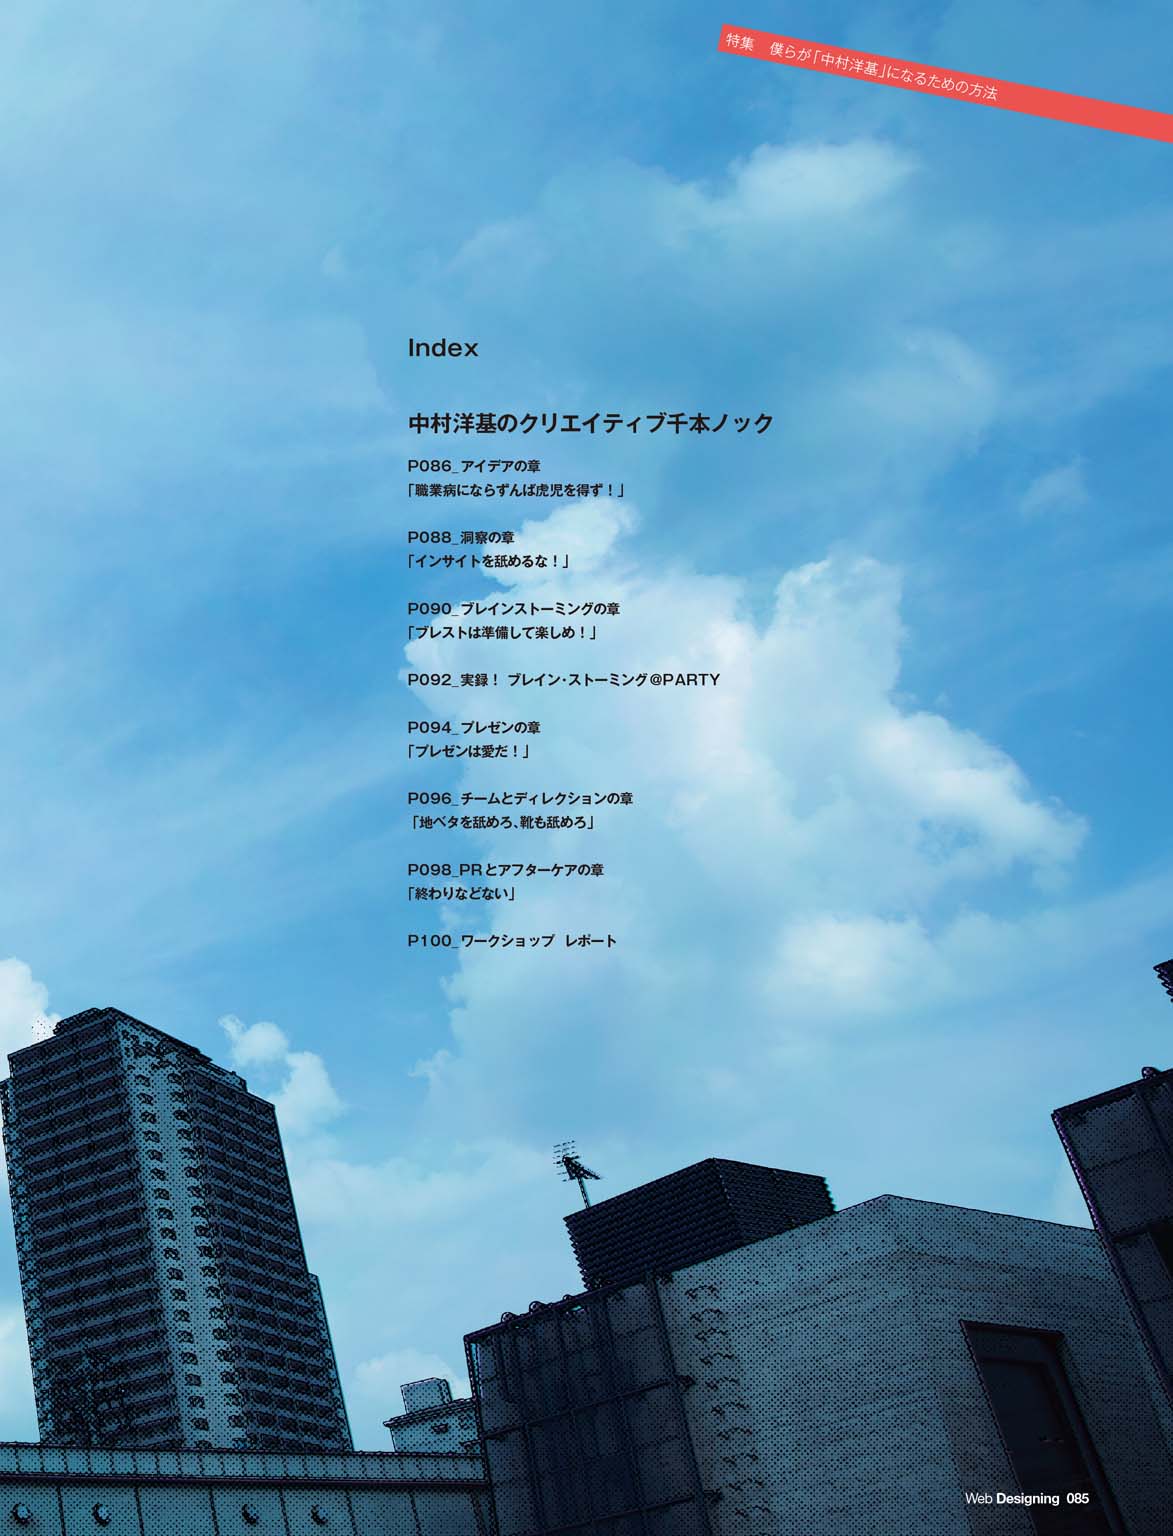 特集　僕らが「中村洋基」になるための方法
Index
中村洋基のクリエイティブ千本ノック
P086_アイデアの章
「職業病にならずんば虎児を得ず！」
P088_洞察の章
「インサイトを舐めるな！」
P090_ブレインストーミングの章
「ブレストは準備して楽しめ！」
P092_実録！ ブレイン・ストーミング@PARTY
P094_プレゼンの章
「プレゼンは愛だ！」
P096_チームとディレクションの章
「地ベタを舐めろ、靴も舐めろ」
P098_PRとアフターケアの章
「終わりなどない」
P100_ワークショップ　レポート
Web Designing 085